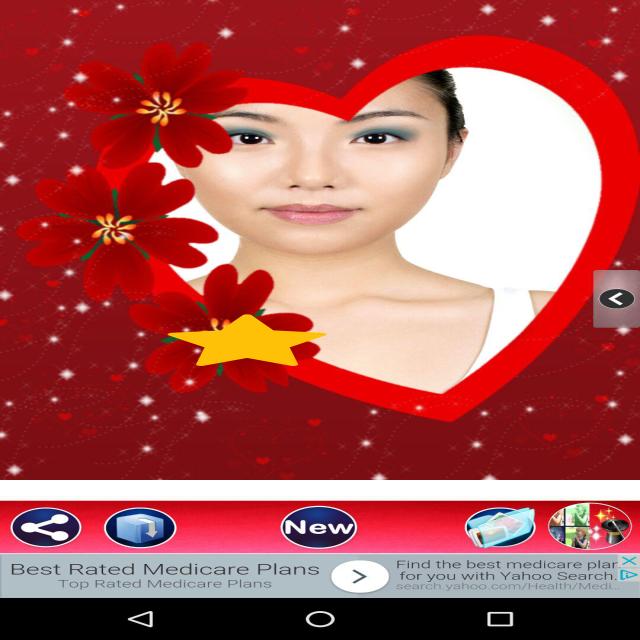 New
Best Rated Medicare Plans
Top Rated Medicare Plans
Find the best medicare plar
for you with Yahoo Search.
search.yahoo.com/Health/Medi...